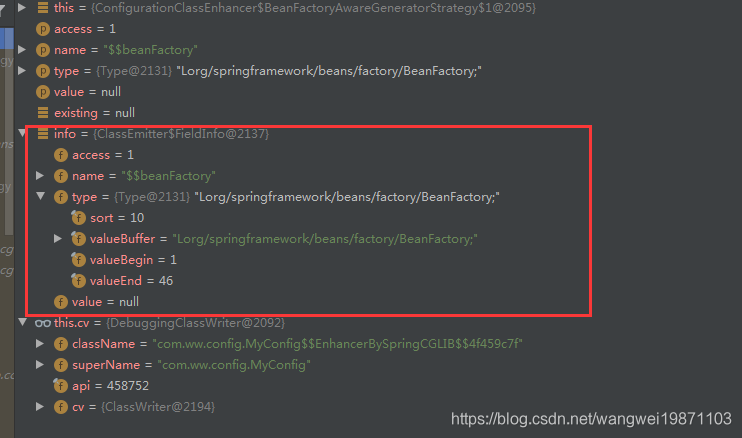 this = {ConfigurationClassEnhancer$BeanFactoryAwareGeneratorStrategy$1@2095}
access = 1
name = "$$beanFactory"
type = {Type@2131} "Lorg/springframework/beans/factory/BeanFactory;"
value = null
existing = null
info = {ClassEmitter$FieldInfo@2137}
access = 1
name = "$$beanFactory"
type = {Type@2131} "Lorg/springframework/beans/factory/BeanFactory;"
sort = 10
valueBuffer = "Lorg/springframework/beans/factory/BeanFactory;"
valueBegin = 1
valueEnd = 46
value = null
this.cv = {DebuggingClassWriter@2092}
className = "com.ww.config.MyConfig$$EnhancerBySpringCGLIB$$4f459c7f"
superName = "com.ww.config.MyConfig"
api = 458752
cv = {ClassWriter@2194}
https://blog.csdn.net/wangwei19871103